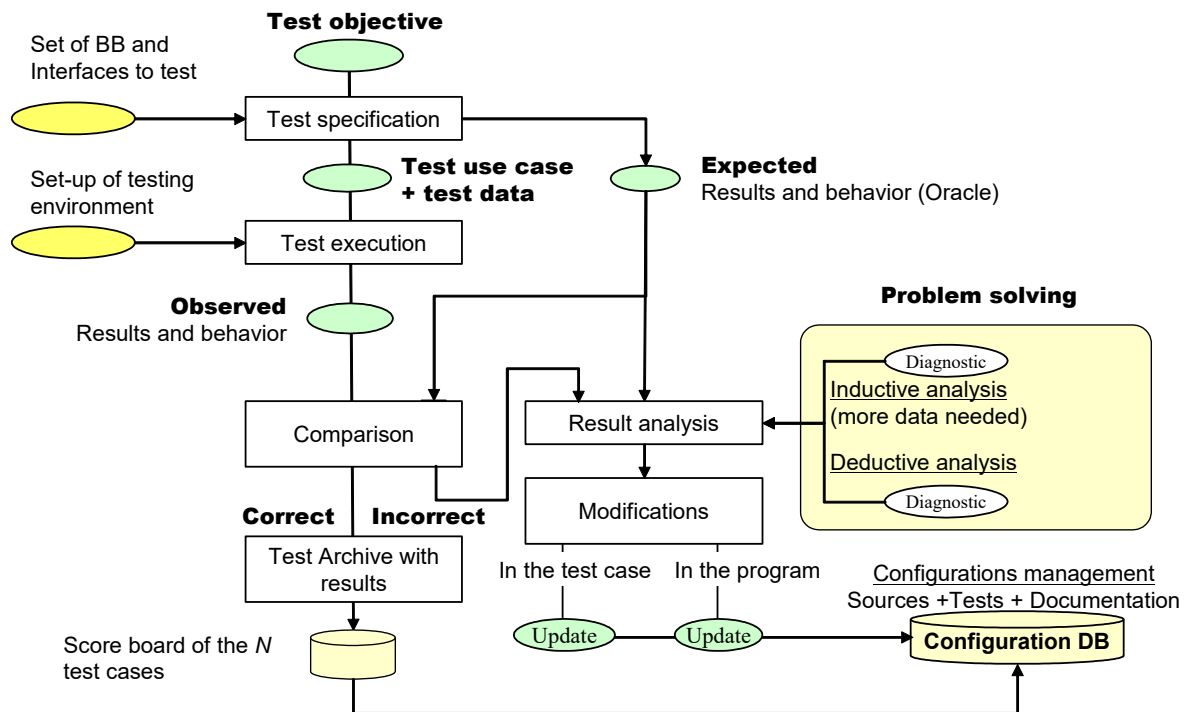 Test objective
Set of BB and
Interfaces to test
Test specification
Test use case
+ test data
Expected
Results and behavior (Oracle)
Set-up of testing
environment
Test execution
Observed
Results and behavior
Problem solving
Diagnostic
Inductive analysis
(more data needed)
Deductive analysis
Diagnostic
Comparison
Result analysis
Modifications
Correct
Incorrect
Test Archive with
results
In the test case
In the program
Update
Update
Configurations management
Sources +Tests + Documentation
Configuration DB
Score board of the N
test cases